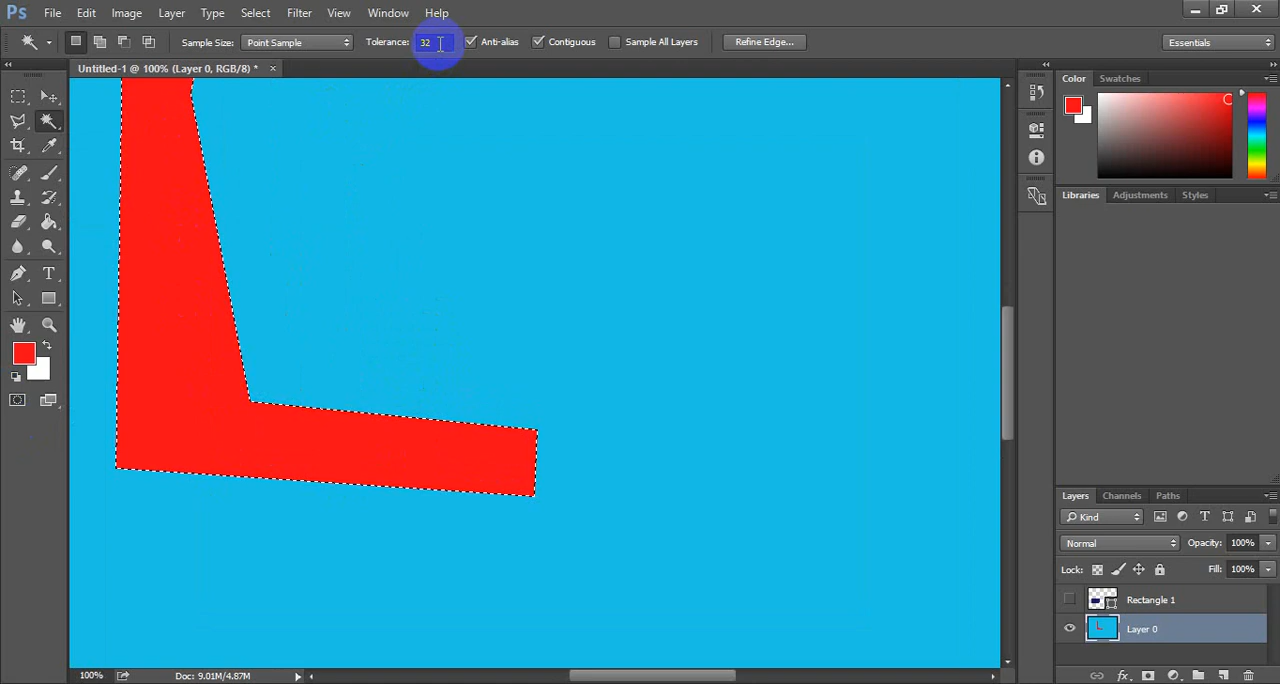 Ps File Edit Image Layer Type Select Filter View Window Help
Sample Size: Point Sample Tolerance: 32 Anti-alias Contiguous Sample All Layers Refine Edge... Essentials
Untitled-1 @ 100% (Layer 0, RGB/8) * ×
Color Swatches
Libraries Adjustments Styles
Layers Channels Paths
Kind T
Normal Opacity: 100%
Lock: Fill: 100%
Rectangle 1
Layer 0
fx
100% Doc: 9.01M/4.87M